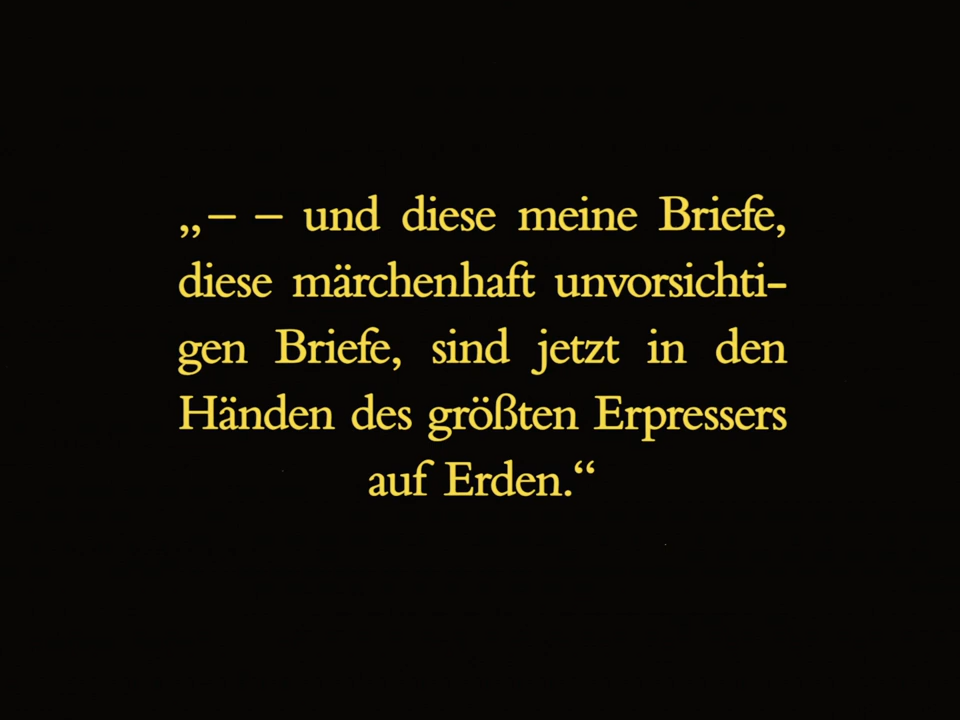 „– – und diese meine Briefe,
diese märchenhaft unvorsichti-
gen Briefe, sind jetzt in den
Händen des größten Erpressers
auf Erden.“